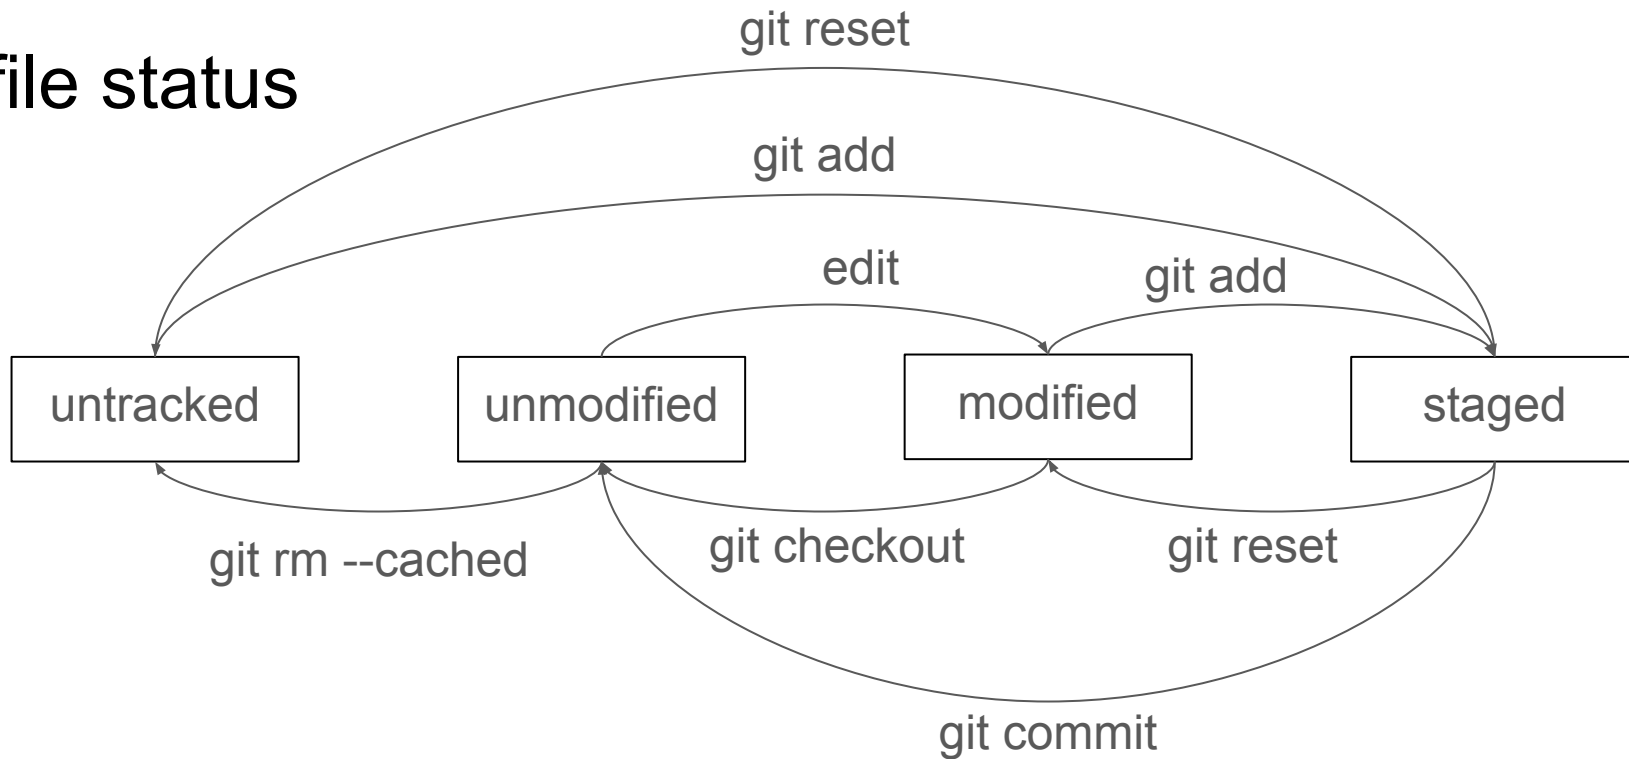 file status
git reset
git add
edit
git add
untracked
unmodified
modified
staged
git rm --cached
git checkout
git reset
git commit